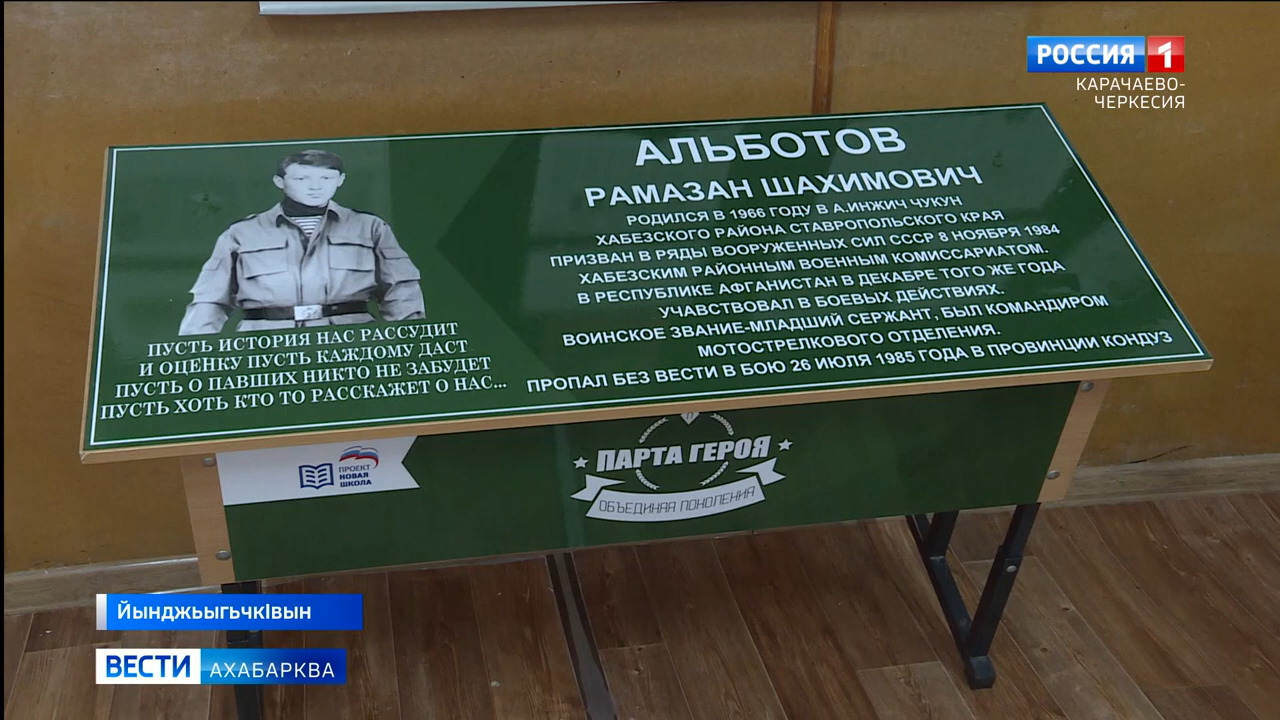 РОССИЯ 1
КАРАЧАЕВО-
ЧЕРКЕСИЯ
АЛЬБОТОВ
РАМАЗАН ШАХИМОВИЧ
РОДИЛСЯ В 1966 ГОДУ В А.ИНЖИЧ ЧУКУН
ХАБЕЗСКОГО РАЙОНА СТАВРОПОЛЬСКОГО КРАЯ
ПРИЗВАН В РЯДЫ ВООРУЖЕННЫХ СИЛ СССР 8 НОЯБРЯ 1984
ХАБЕЗСКИМ РАЙОННЫМ ВОЕННЫМ КОМИССАРИАТОМ.
В РЕСПУБЛИКЕ АФГАНИСТАН В ДЕКАБРЕ ТОГО ЖЕ ГОДА
УЧАВСТВОВАЛ В БОЕВЫХ ДЕЙСТВИЯХ.
ВОИНСКОЕ ЗВАНИЕ-МЛАДШИЙ СЕРЖАНТ, БЫЛ КОМАНДИРОМ
МОТОСТРЕЛКОВОГО ОТДЕЛЕНИЯ.
ПРОПАЛ БЕЗ ВЕСТИ В БОЮ 26 ИЮЛЯ 1985 ГОДА В ПРОВИНЦИИ КОНДУЗ
ПУСТЬ ИСТОРИЯ НАС РАССУДИТ
И ОЦЕНКУ ПУСТЬ КАЖДОМУ ДАСТ
ПУСТЬ О ПАВШИХ НИКТО НЕ ЗАБУДЕТ
ПУСТЬ ХОТЬ КТО ТО РАССКАЖЕТ О НАС...
ПРОЕКТ
НОВАЯ
ШКОЛА
ПАРТА ГЕРОЯ
ОБЪЕДИНЯЯ ПОКОЛЕНИЯ
ЙынджьыгьчкIвын
ВЕСТИ АХАБАРКВА